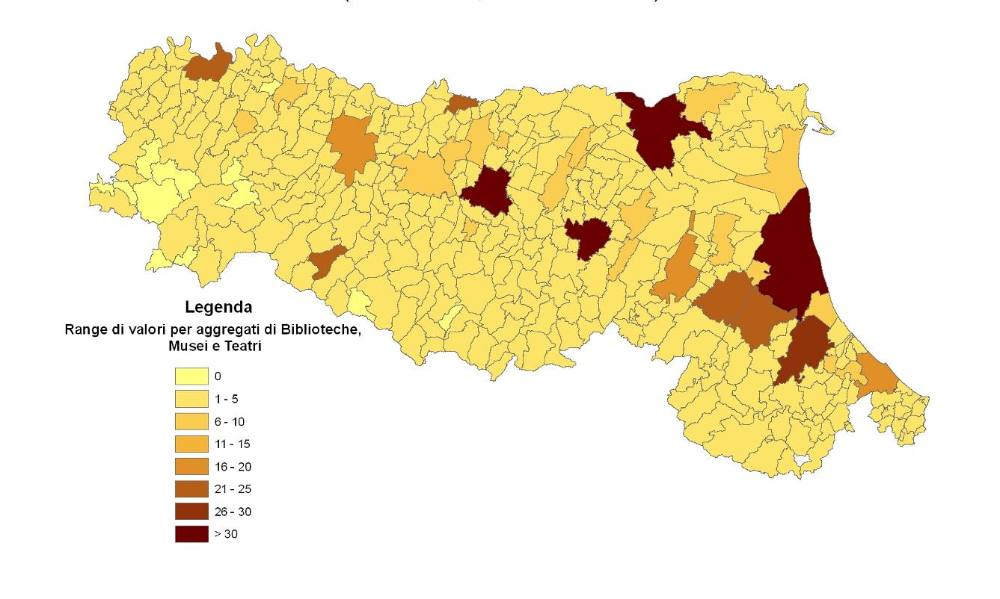 Legenda
Range di valori per aggregati di Biblioteche,
Musei e Teatri
0
1 - 5
6 - 10
11 - 15
16 - 20
21 - 25
26 - 30
> 30